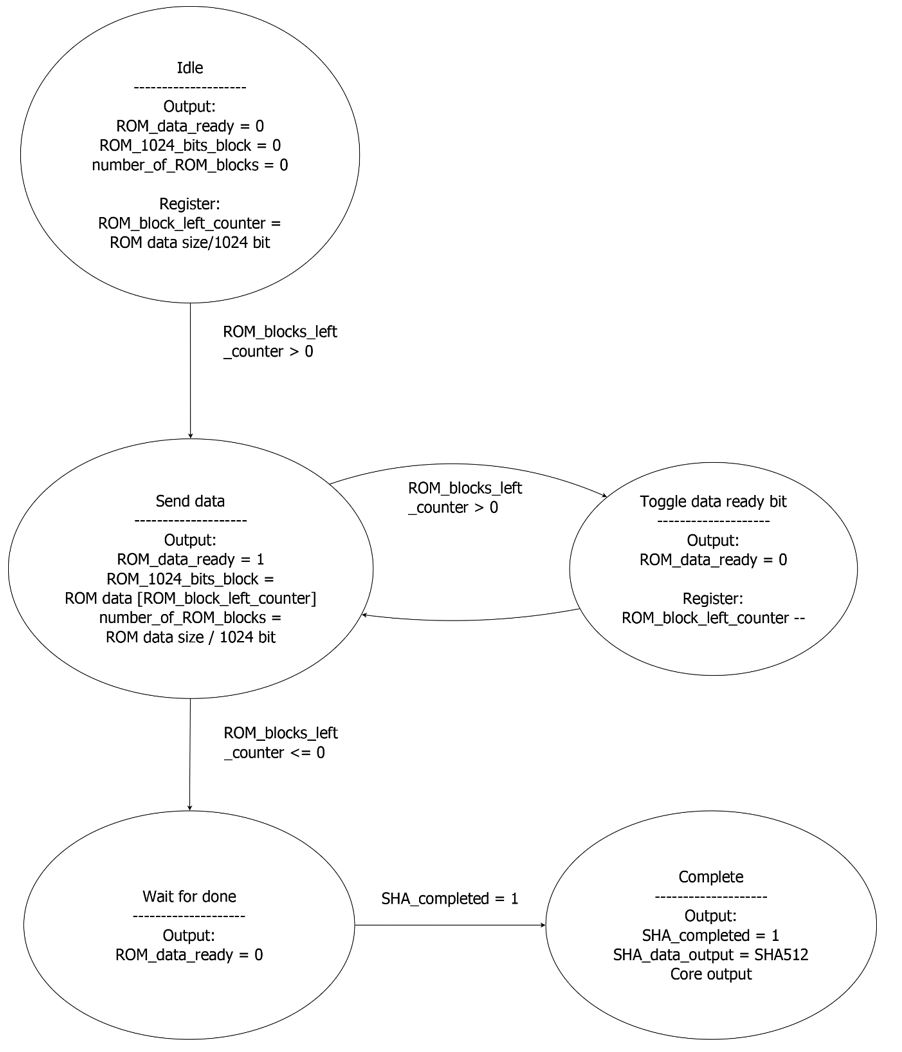 Idle
--------------------
Output:
ROM_data_ready = 0
ROM_1024_bits_block = 0
number_of_ROM_blocks = 0
Register:
ROM_block_left_counter =
ROM data size/1024 bit
ROM_blocks_left
_counter > 0
Send data
--------------------
Output:
ROM_data_ready = 1
ROM_1024_bits_block =
ROM data [ROM_block_left_counter]
number_of_ROM_blocks =
ROM data size / 1024 bit
ROM_blocks_left
_counter > 0
Toggle data ready bit
--------------------
Output:
ROM_data_ready = 0
Register:
ROM_block_left_counter --
ROM_blocks_left
_counter <= 0
Wait for done
--------------------
Output:
ROM_data_ready = 0
SHA_completed = 1
Complete
--------------------
Output:
SHA_completed = 1
SHA_data_output = SHA512
Core output